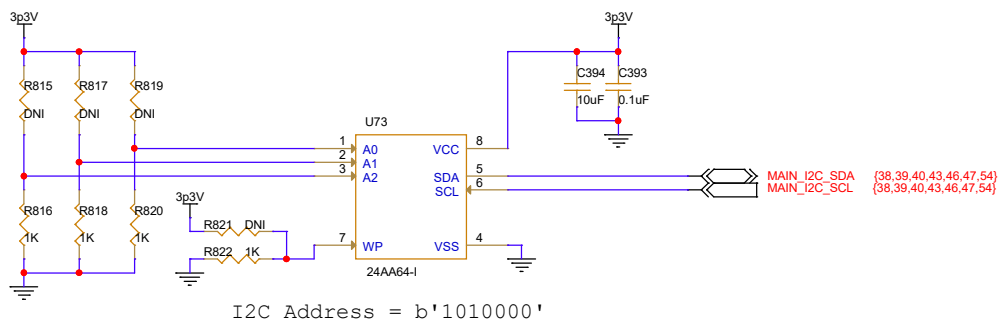 3p3V
3p3V
R815
R817
R819
C394
C393
DNI
DNI
DNI
10uF
0.1uF
U73
1
A0
VCC
8
2
A1
3
A2
SDA
5
MAIN_I2C_SDA {38,39,40,43,46,47,54}
SCL
6
MAIN_I2C_SCL {38,39,40,43,46,47,54}
R816
R818
R820
3p3V
1K
1K
1K
R821 DNI
R822 1K
7
WP
VSS
4
24AA64-I
I2C Address = b'1010000'